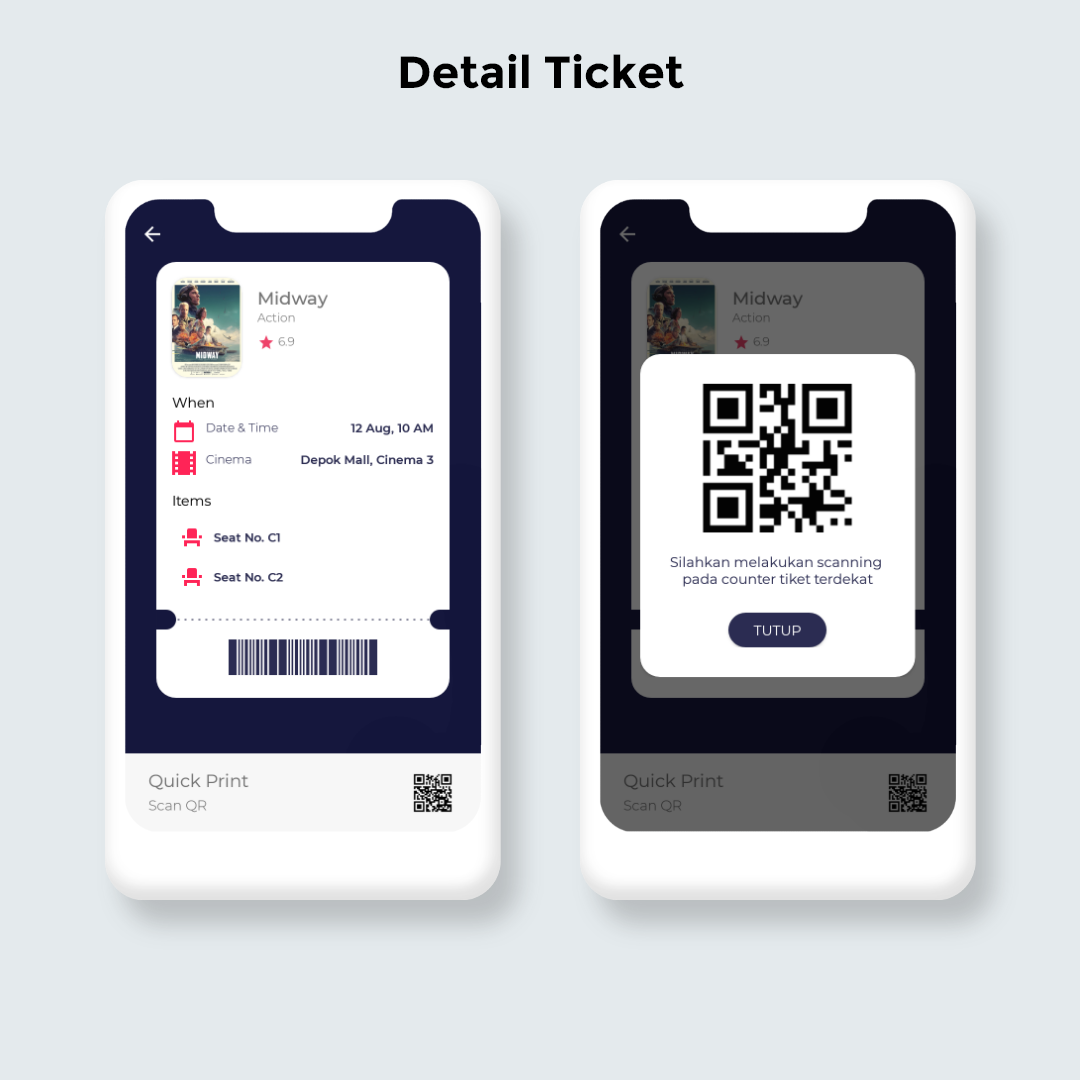 Detail Ticket
Midway
Action
6.9
MIDWAY
When
Date & Time
12 Aug, 10 AM
Cinema
Depok Mall, Cinema 3
Items
Seat No. C1
Seat No. C2
Quick Print
Scan QR
Midway
Action
6.9
MIDWAY
Silahkan melakukan scanning
pada counter tiket terdekat
TUTUP
Quick Print
Scan QR